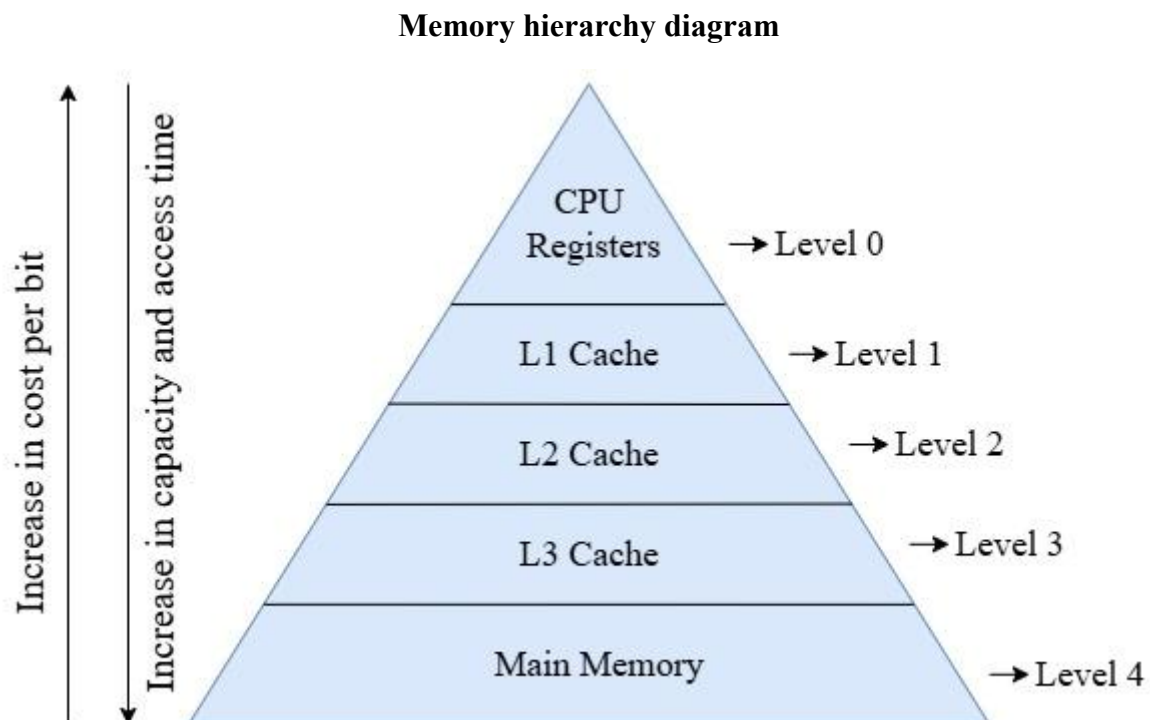 Memory hierarchy diagram
Increase in cost per bit
Increase in capacity and access time
CPU
Registers
Level 0
L1 Cache
Level 1
L2 Cache
Level 2
L3 Cache
Level 3
Main Memory
Level 4